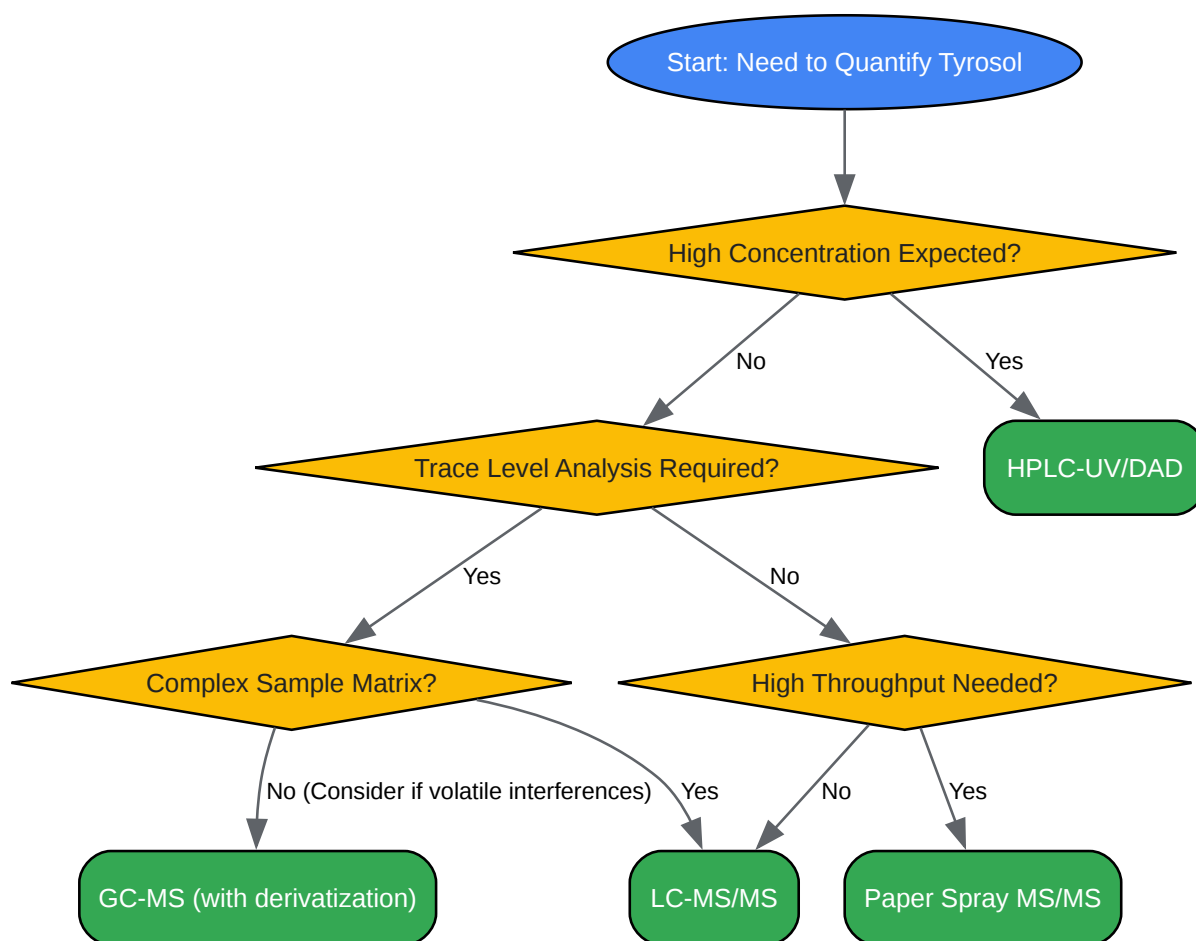 Start: Need to Quantify Tyrosol
High Concentration Expected?
No
Yes
Trace Level Analysis Required?
HPLC-UV/DAD
Yes
No
Complex Sample Matrix?
High Throughput Needed?
No (Consider if volatile interferences)
Yes
No
Yes
GC-MS (with derivatization)
LC-MS/MS
Paper Spray MS/MS